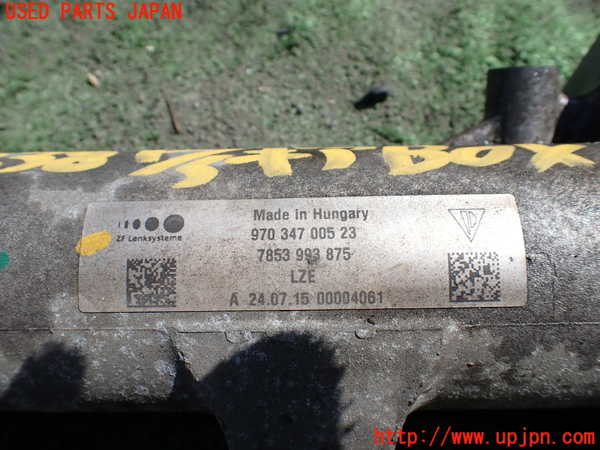 USED PARTS JAPAN
BOX
Made in Hungary
ZF Lenksysteme
970 347 005 23
7853 993 875
LZE
A 24.07.15 00004061
http://www.upjpn.com/